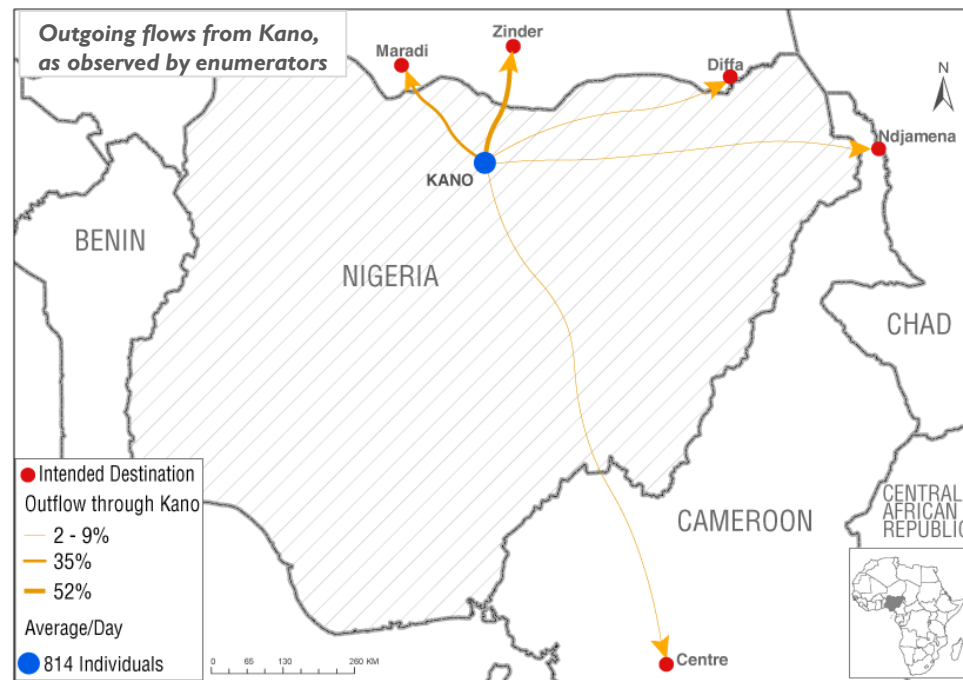 Outgoing flows from Kano,
as observed by enumerators
Maradi
Zinder
Diffa
N
Ndjamena
KANO
BENIN
NIGERIA
CHAD
CAMEROON
CENTRAL
AFRICAN
REPUBLIC
Intended Destination
Outflow through Kano
2 - 9%
35%
52%
Average/Day
814 Individuals
0 65 130 260 KM
Centre